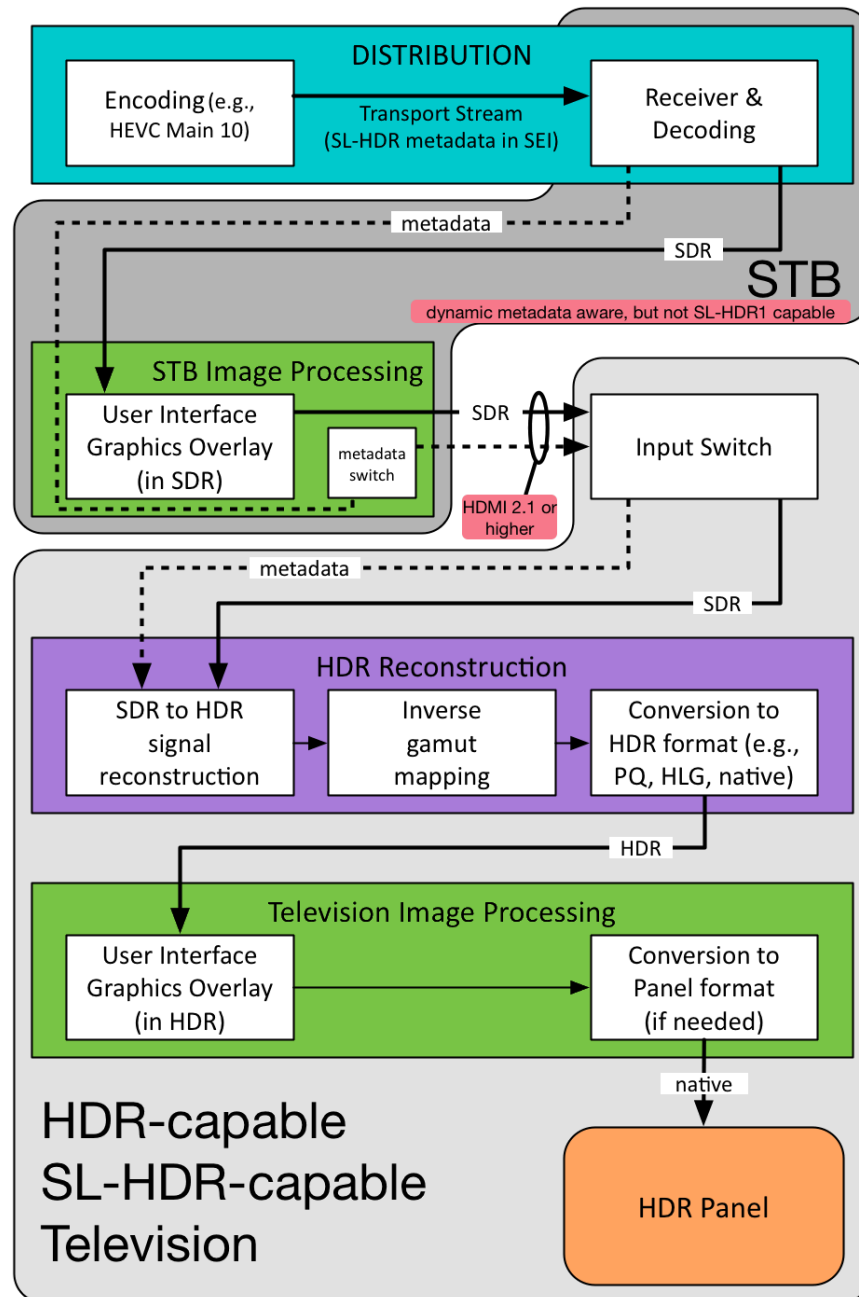 DISTRIBUTION
Encoding (e.g.,
HEVC Main 10)
Transport Stream
(SL-HDR metadata in SEI)
Receiver &
Decoding
metadata
SDR
STB
dynamic metadata aware, but not SL-HDR1 capable
STB Image Processing
User Interface
Graphics Overlay
(in SDR)
metadata
switch
SDR
HDMI 2.1 or
higher
Input Switch
metadata
SDR
HDR Reconstruction
SDR to HDR
signal
reconstruction
Inverse
gamut
mapping
Conversion to
HDR format (e.g.,
PQ, HLG, native)
HDR
Television Image Processing
User Interface
Graphics Overlay
(in HDR)
Conversion to
Panel format
(if needed)
native
HDR-capable
SL-HDR-capable
Television
HDR Panel